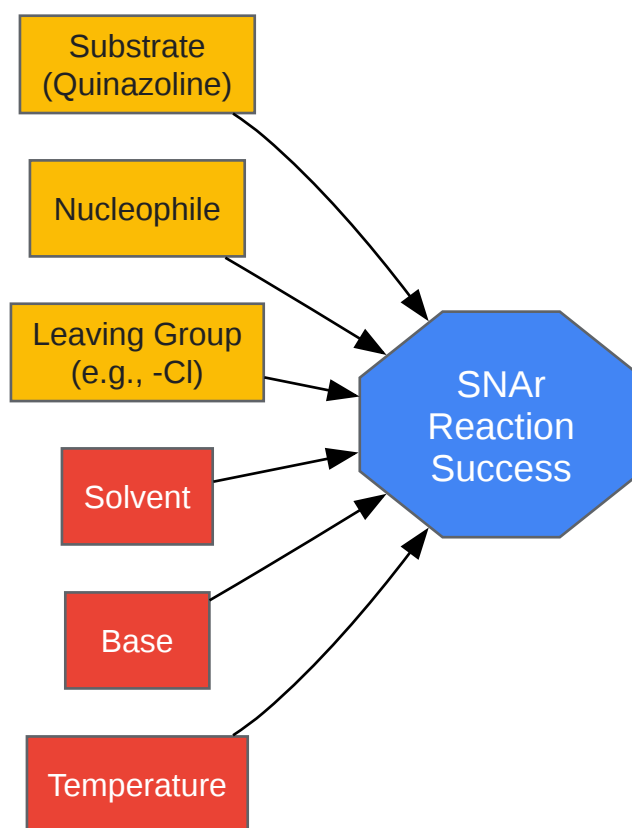 Substrate
(Quinazoline)
Nucleophile
Leaving Group
(e.g., -Cl)
SNAr
Reaction
Success
Solvent
Base
Temperature